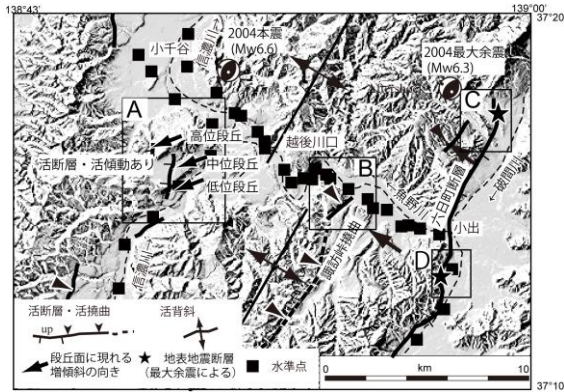 138°43'
139°00'
37°20'
2004本震
(Mw6.6)
小千谷
信濃川
2004最大余震
(Mw6.3)
A
C
高位段丘
越後川口
活断層・活傾動あり
中位段丘
低位段丘
B
魚野川
六日町断層
破間川
小出
信濃川
諏訪峠撓曲
D
活断層・活撓曲
活背斜
up
段丘面に現れる
増傾斜の向き
地表地震断層
(最大余震による)
水準点
km
0
10
37°10'